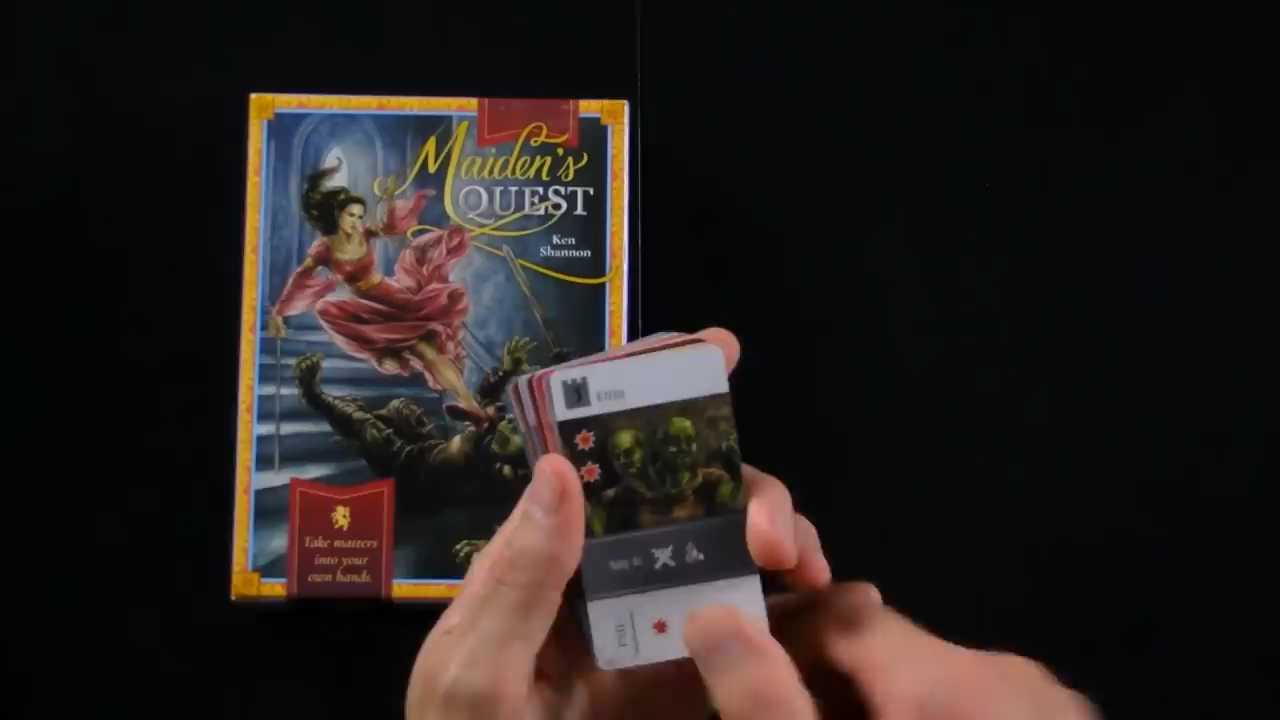 Maiden's
QUEST
Ken
Shannon
Take matters
into your
own hands.